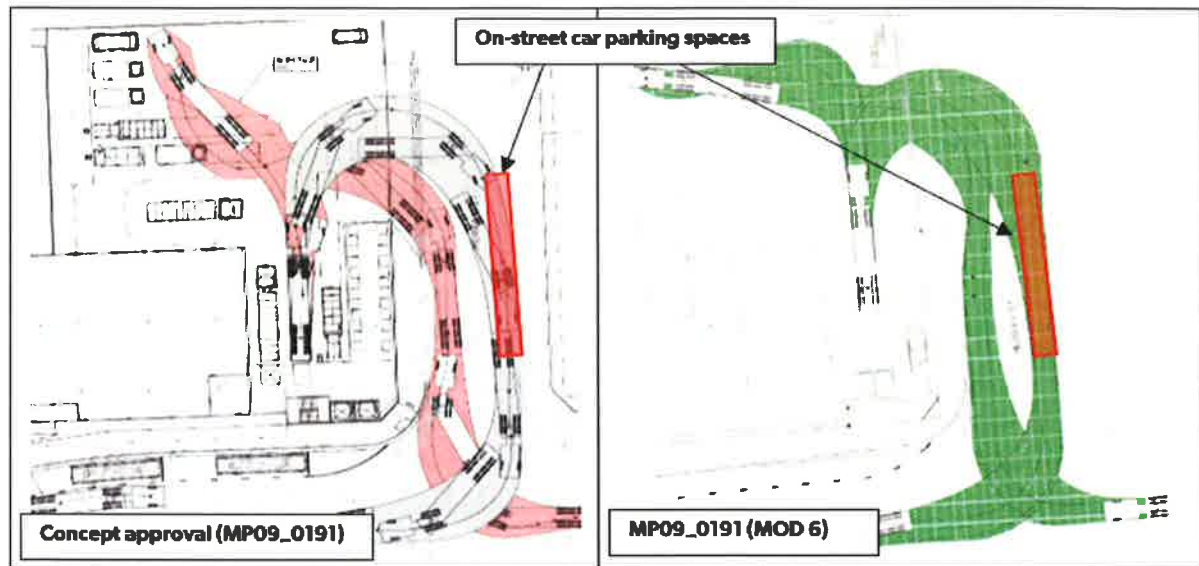 On-street car parking spaces
Concept approval (MP09_0191)
MP09_0191 (MOD 6)